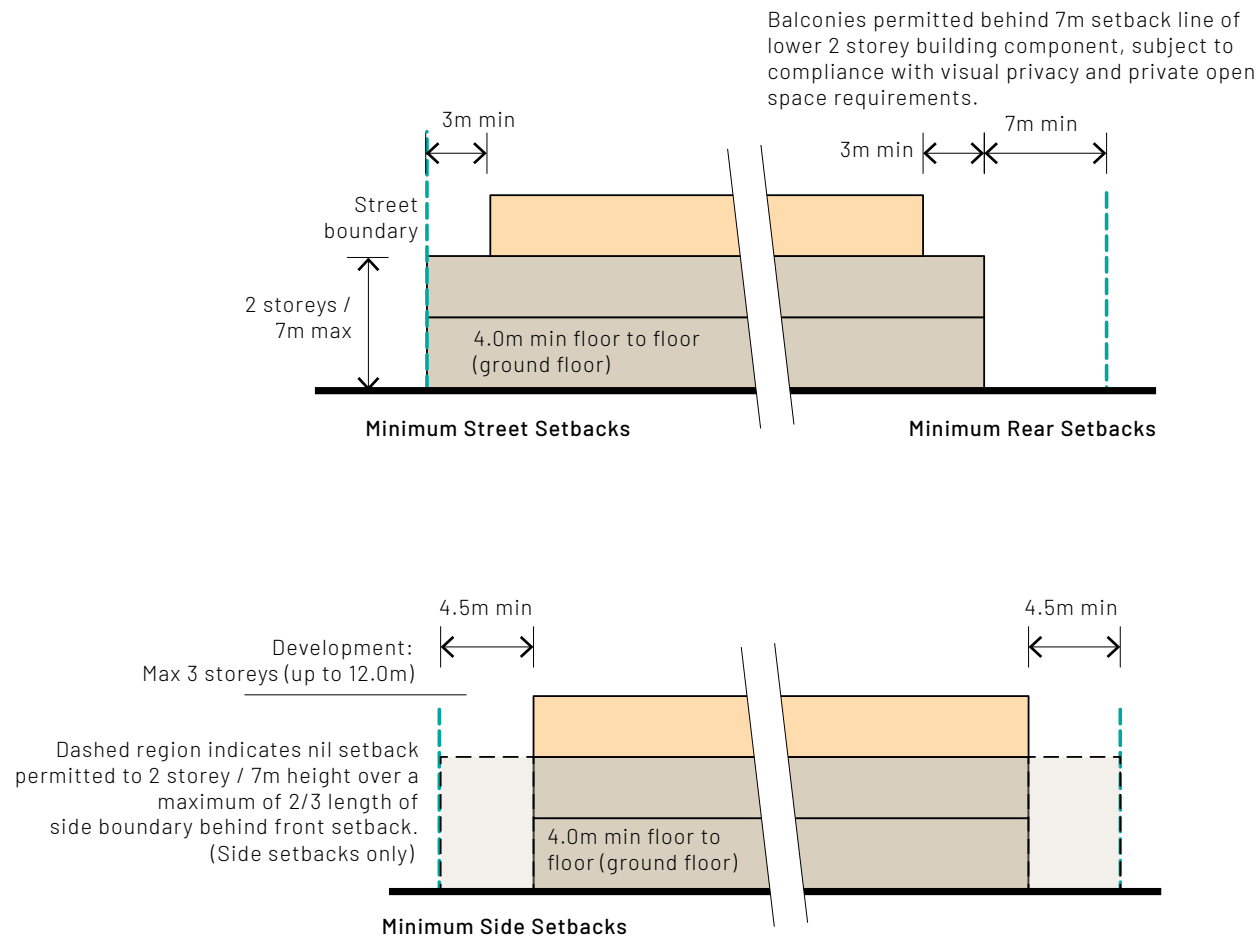 Balconies permitted behind 7m setback line of
lower 2 storey building component, subject to
compliance with visual privacy and private open
space requirements.
3m min
7m min
3m min
Street
boundary
2 storeys /
7m max
4.0m min floor to floor
(ground floor)
Minimum Street Setbacks
Minimum Rear Setbacks
4.5m min
4.5m min
Development:
Max 3 storeys (up to 12.0m)
Dashed region indicates nil setback
permitted to 2 storey / 7m height over a
maximum of 2/3 length of
side boundary behind front setback.
(Side setbacks only)
4.0m min floor to
floor (ground floor)
Minimum Side Setbacks